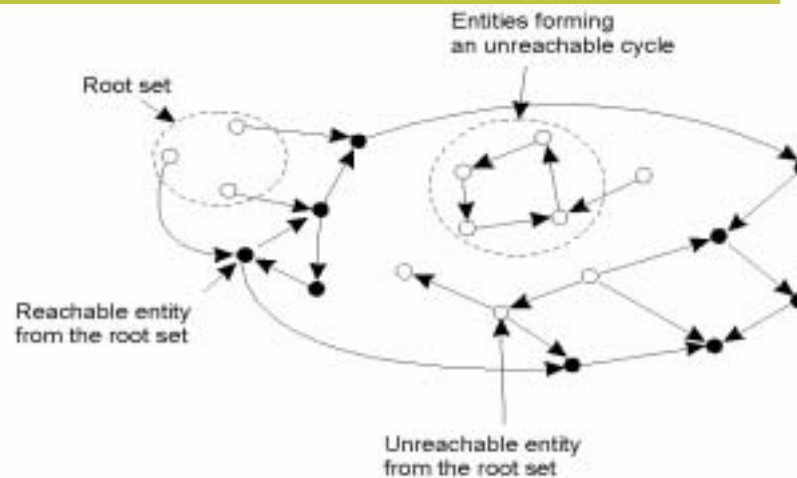 Entities forming
an unreachable cycle
Root set
Reachable entity
from the root set
Unreachable entity
from the root set